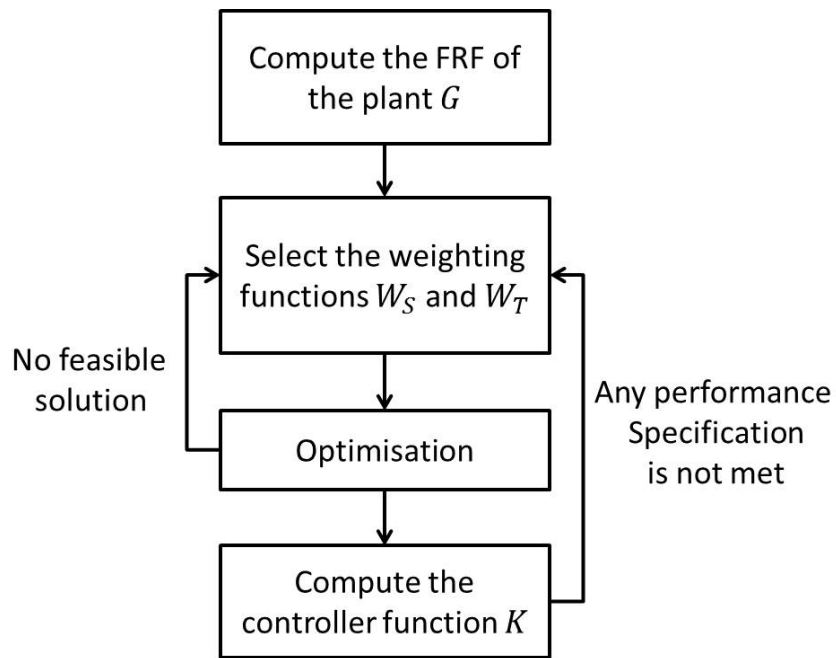 Compute the FRF of
the plant G
Select the weighting
functions W_S and W_T
No feasible
solution
Optimisation
Any performance
Specification
is not met
Compute the
controller function K